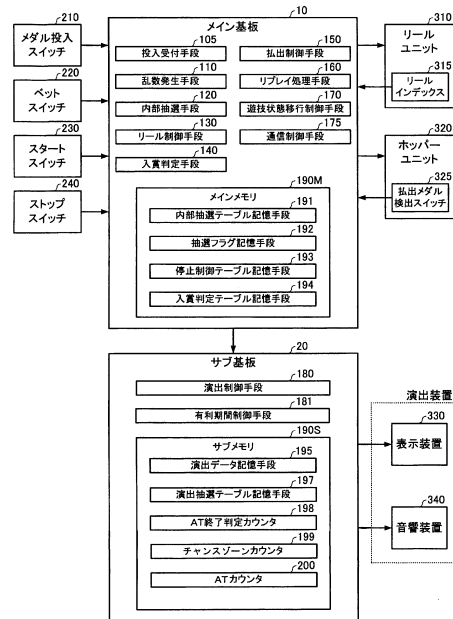 210
メダル投入
スイッチ
220
ベット
スイッチ
230
スタート
スイッチ
240
ストップ
スイッチ
10
メイン基板
105
投入受付手段
110
乱数発生手段
120
内部抽選手段
130
リール制御手段
140
入賞判定手段
150
払出制御手段
160
リプレイ処理手段
170
遊技状態移行制御手段
175
通信制御手段
190M
メインメモリ
191
内部抽選テーブル記憶手段
192
抽選フラグ記憶手段
193
停止制御テーブル記憶手段
194
入賞判定テーブル記憶手段
310
リール
ユニット
315
リール
インデックス
320
ホッパー
ユニット
325
払出メダル
検出スイッチ
20
サブ基板
180
演出制御手段
181
有利期間制御手段
190S
サブメモリ
195
演出データ記憶手段
197
演出抽選テーブル記憶手段
198
AT終了判定カウンタ
199
チャンスゾーンカウンタ
200
ATカウンタ
演出装置
330
表示装置
340
音響装置